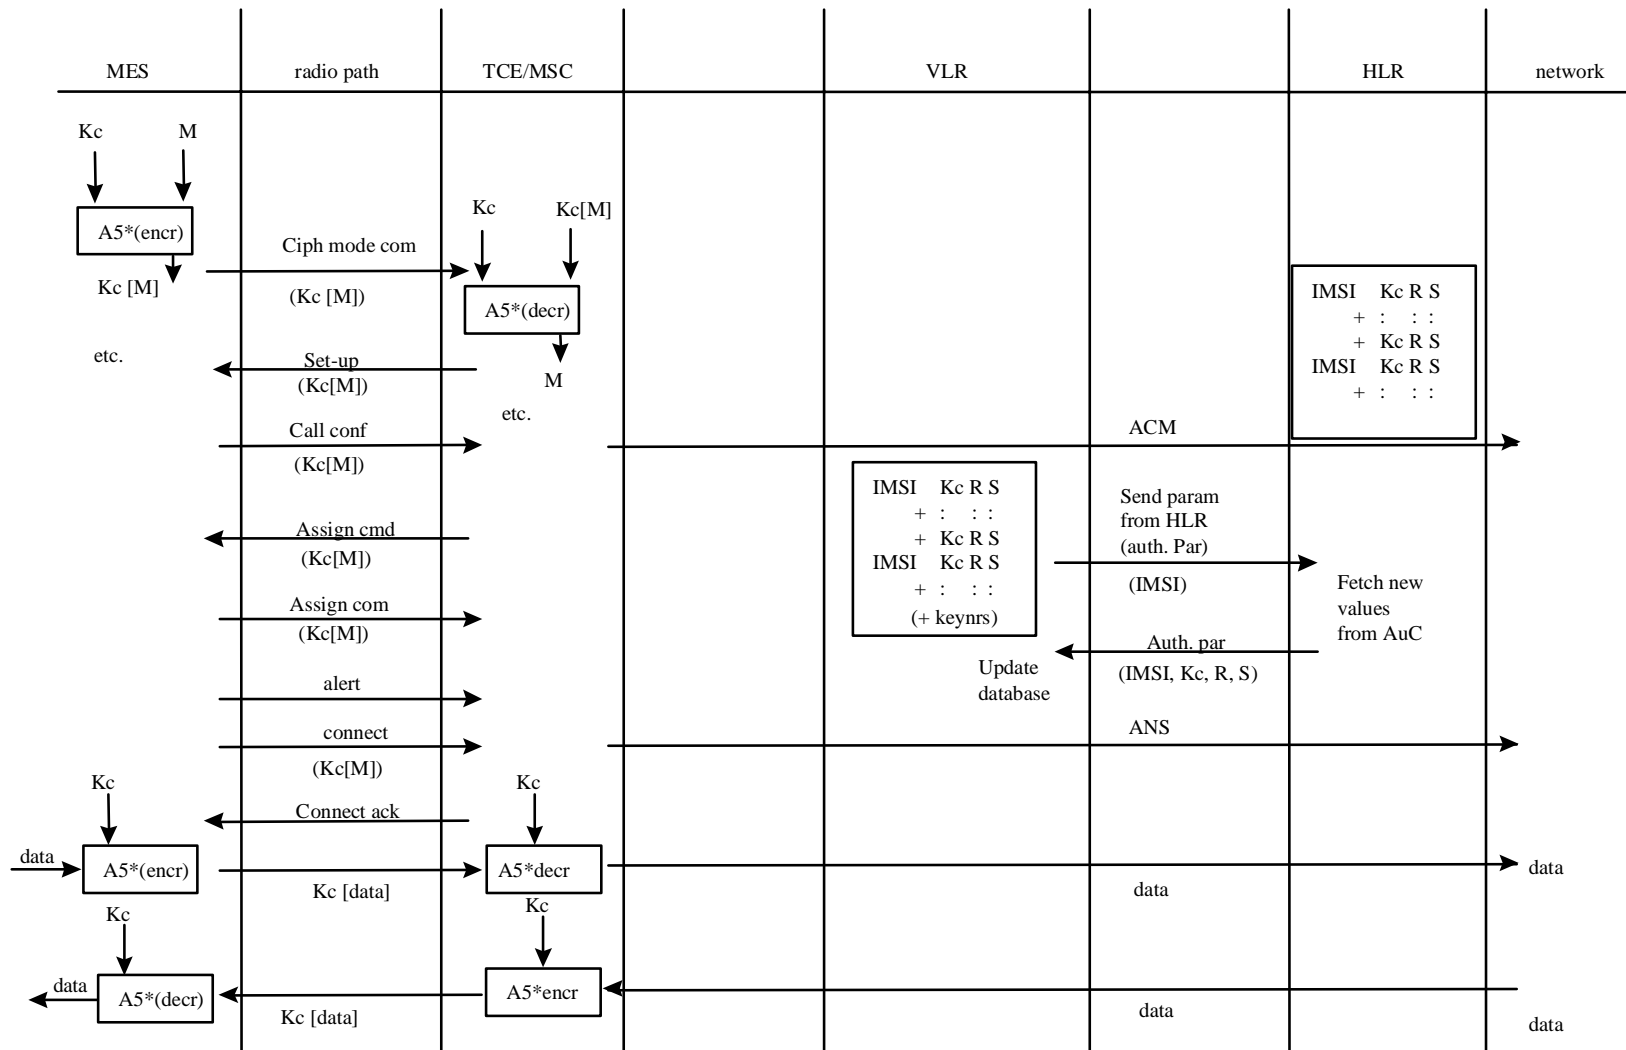 MES radio path TCE/MSC VLR HLR network
Kc M
A5*(encr)
Kc [M]
Ciph mode com
(Kc [M])
Kc Kc[M]
A5*(decr)
M
etc.
etc.
Set-up
(Kc[M])
Call conf
(Kc[M])
ACM
IMSI Kc R S
+ : : :
+ Kc R S
IMSI Kc R S
+ : : :
IMSI Kc R S
+ : : :
+ Kc R S
IMSI Kc R S
+ : : :
(+ keynrs)
Send param
from HLR
(auth. Par)
(IMSI)
Fetch new
values
from AuC
Assign cmd
(Kc[M])
Assign com
(Kc[M])
Auth. par
(IMSI, Kc, R, S)
Update
database
alert
connect
(Kc[M])
ANS
Kc
Connect ack
Kc
data
A5*(encr)
Kc [data]
A5*decr
data
data
Kc
Kc
data
A5*(decr)
Kc [data]
A5*encr
data
data